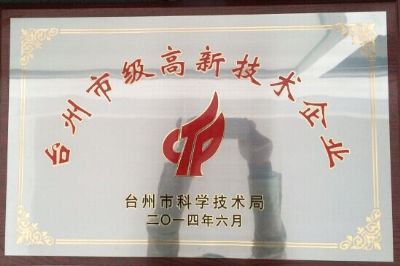 台州市级高新技术企业
台州市科学技术局
二〇一四年六月